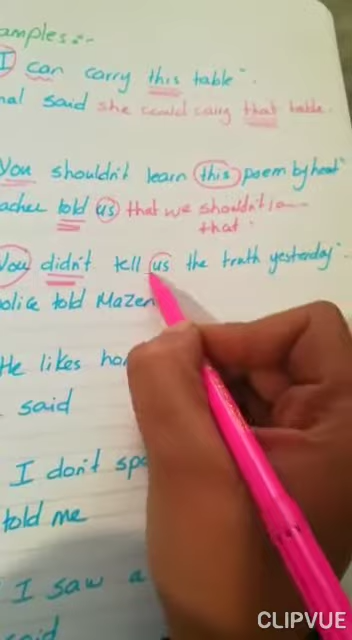 amples:-
I can carry this table".
nal said she could carry that table.
You shouldn't learn this poem by heart"
acher told us that we shouldn't
that
You didn't tell us the truth yesterday".
olice told Mazen
He likes
said
I don't
told me
I saw a
said
CLIPVUE